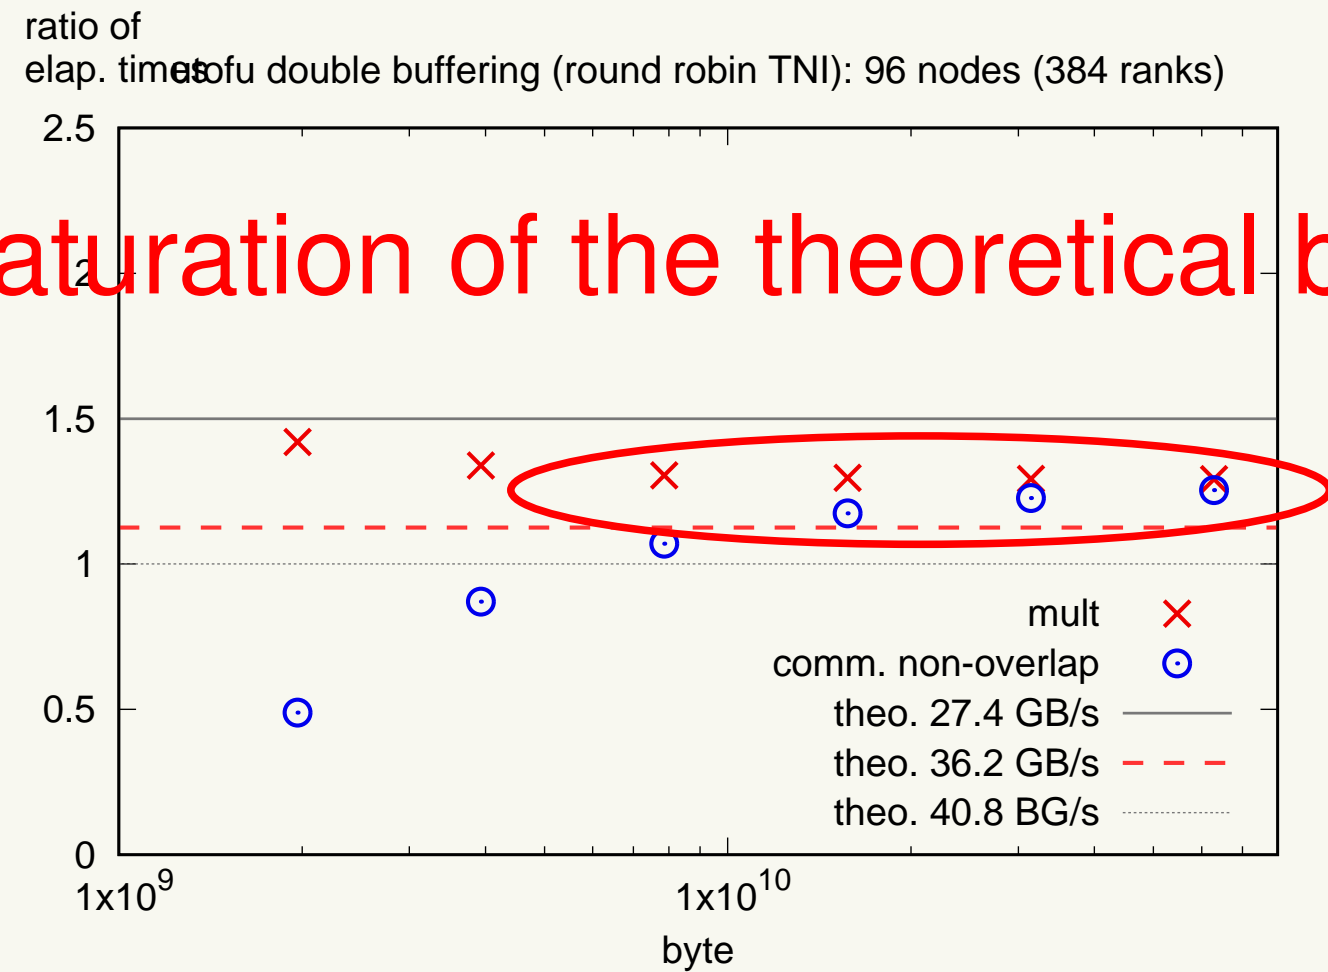 ratio of
elap. times
utofu double buffering (round robin TNI): 96 nodes (384 ranks)
2.5
aturation of the theoretical b
2
1.5
1
mult
comm. non-overlap
0.5
theo. 27.4 GB/s
theo. 36.2 GB/s
theo. 40.8 BG/s
0
1x10^9
1x10^10
byte